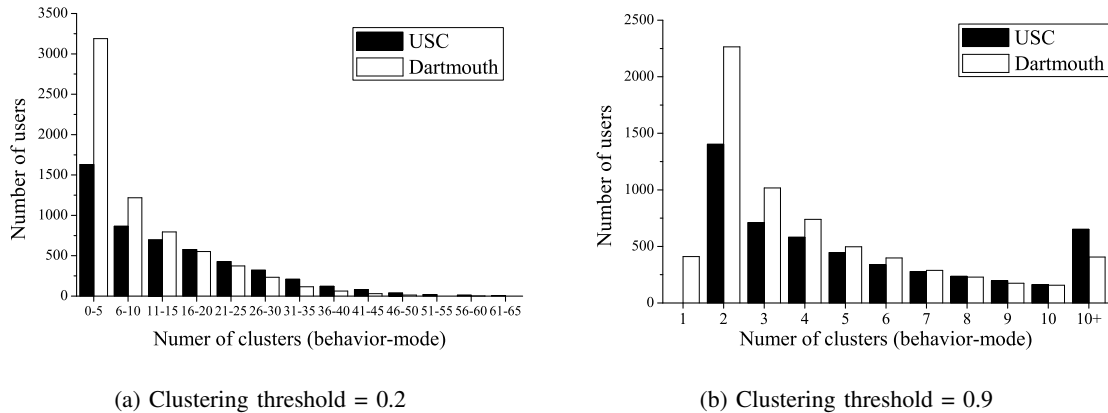 3500
3000
2500
2000
1500
1000
500
0
Number of users
USC
Dartmouth
0-5 6-10 11-15 16-20 21-25 26-30 31-35 36-40 41-45 46-50 51-55 56-60 61-65
Numer of clusters (behavior-mode)
(a) Clustering threshold = 0.2
2500
2000
1500
1000
500
0
Number of users
USC
Dartmouth
1 2 3 4 5 6 7 8 9 10 10+
Numer of clusters (behavior-mode)
(b) Clustering threshold = 0.9